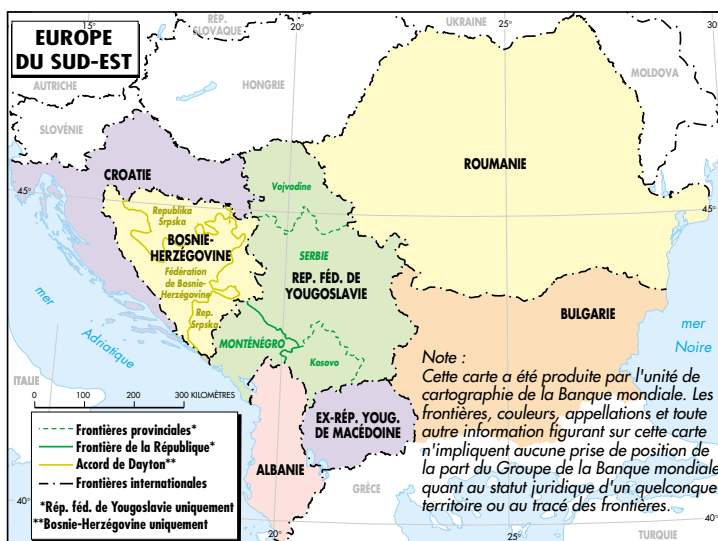 EUROPE
DU SUD-EST
RÉP.
SLOVAQUE
20°
UKRAINE
30°
AUTRICHE
HONGRIE
MOLDOVA
SLOVÉNIE
CROATIE
ROUMANIE
45°
Vojvodine
45°
Republika
Srpska
BOSNIE-
HERZÉGOVINE
SERBIE
Fédération
de Bosnie-
Herzégovine
REP. FÉD. DE
YOUGOSLAVIE
Rep.
Srpska
BULGARIE
mer
Adriatique
MONTÉNÉGRO
Kosovo
mer
Noire
ITALIE
0 100 200 300 KILOMÈTRES
EX-RÉP. YOUG.
DE MACÉDOINE
ALBANIE
GRÈCE
Note :
Cette carte a été produite par l'unité de
cartographie de la Banque mondiale. Les
frontières, couleurs, appellations et toute
autre information figurant sur cette carte
n'impliquent aucune prise de position de
la part du Groupe de la Banque mondiale
quant au statut juridique d'un quelconque
territoire ou au tracé des frontières.
Frontières provinciales*
Frontière de la République*
Accord de Dayton**
Frontières internationales
*Rép. féd. de Yougoslavie uniquement
**Bosnie-Herzégovine uniquement
40°
40°
20°
25°
TURQUIE